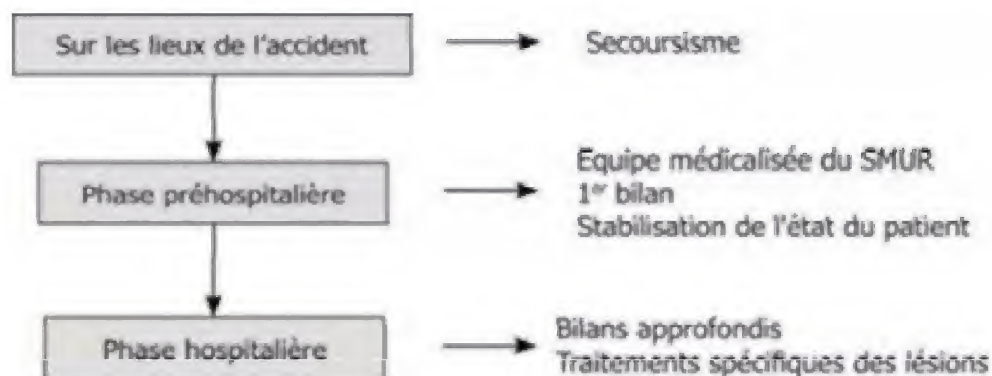 Sur les lieux de l'accident
Secoursisme
Phase préhospitalière
Equipe médicalisée du SMUR
1er bilan
Stabilisation de l'état du patient
Phase hospitalière
Bilans approfondis
Traitements spécifiques des lésions